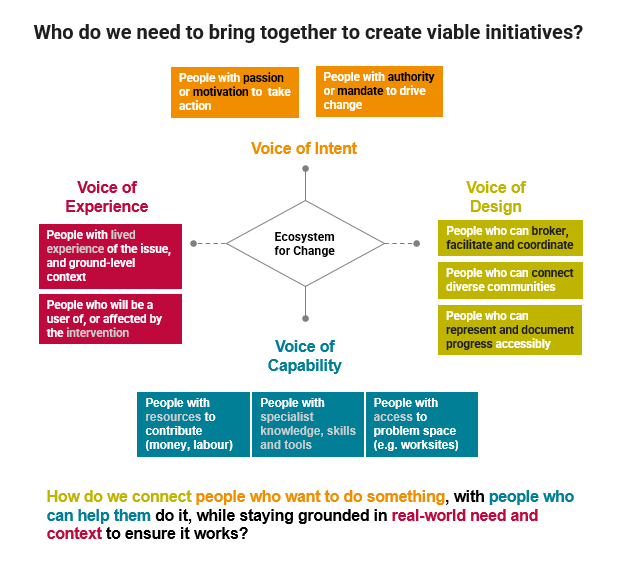 Who do we need to bring together to create viable initiatives?
People with passion
or motivation to take
action
People with authority
or mandate to drive
change
Voice of Intent
Voice of
Experience
People with lived
experience of the issue,
and ground-level
context
People who will be a
user of, or affected by
the intervention
Ecosystem
for Change
Voice of
Design
People who can broker,
facilitate and coordinate
People who can connect
diverse communities
People who can
represent and document
progress accessibly
Voice of
Capability
People with
resources to
contribute
(money, labour)
People with
specialist
knowledge, skills
and tools
People with
access to
problem space
(e.g. worksites)
How do we connect people who want to do something, with people who
can help them do it, while staying grounded in real-world need and
context to ensure it works?